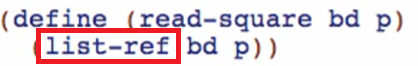 (define (read-square bd p)
(list-ref bd p))